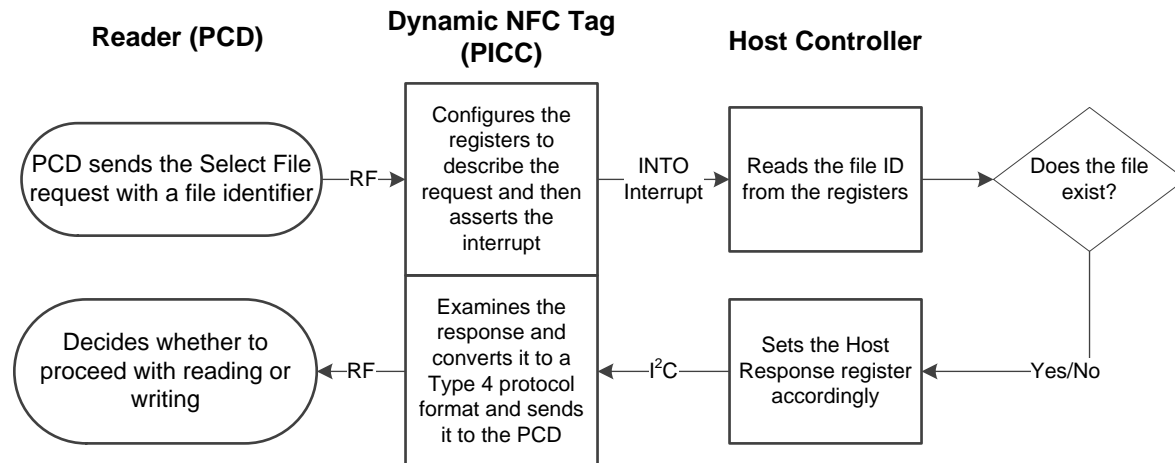 Reader (PCD)
Dynamic NFC Tag
(PICC)
Host Controller
PCD sends the Select File
request with a file identifier
RF
Configures the
registers to
describe the
request and then
asserts the
interrupt
INTO
Interrupt
Reads the file ID
from the registers
Does the file
exist?
Yes/No
Sets the Host
Response register
accordingly
I²C
Examines the
response and
converts it to a
Type 4 protocol
format and sends
it to the PCD
RF
Decides whether to
proceed with reading or
writing